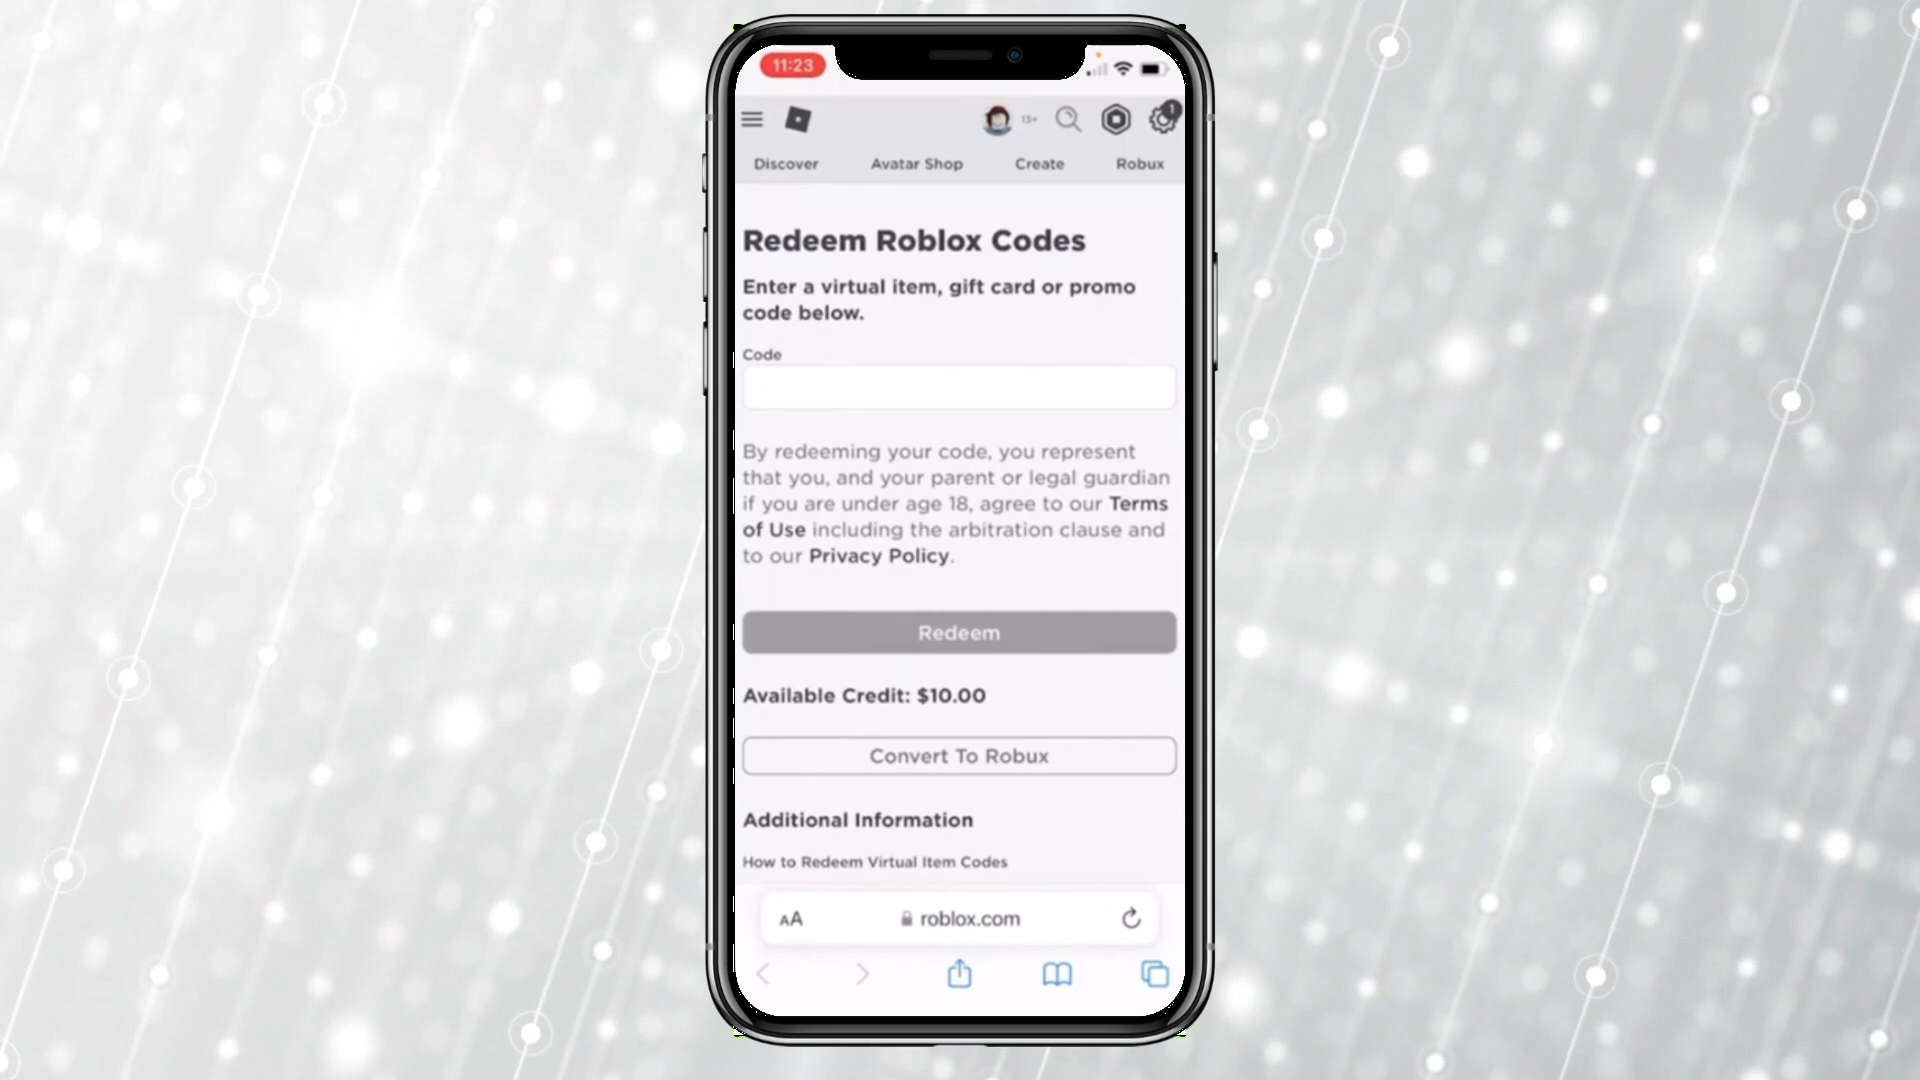 11:23
13+
1
Discover Avatar Shop Create Robux
Redeem Roblox Codes
Enter a virtual item, gift card or promo
code below.
Code
By redeeming your code, you represent
that you, and your parent or legal guardian
if you are under age 18, agree to our Terms
of Use including the arbitration clause and
to our Privacy Policy.
Redeem
Available Credit: $10.00
Convert To Robux
Additional Information
How to Redeem Virtual Item Codes
AA roblox.com